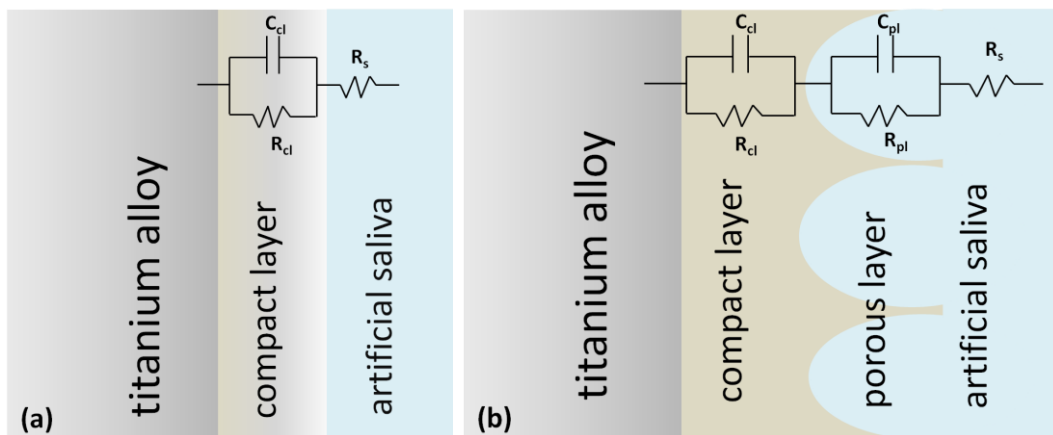 C_cl
R_s
R_cl
titanium alloy
compact layer
artificial saliva
(a)
C_cl
C_pl
R_s
R_cl
R_pl
titanium alloy
compact layer
porous layer
artificial saliva
(b)